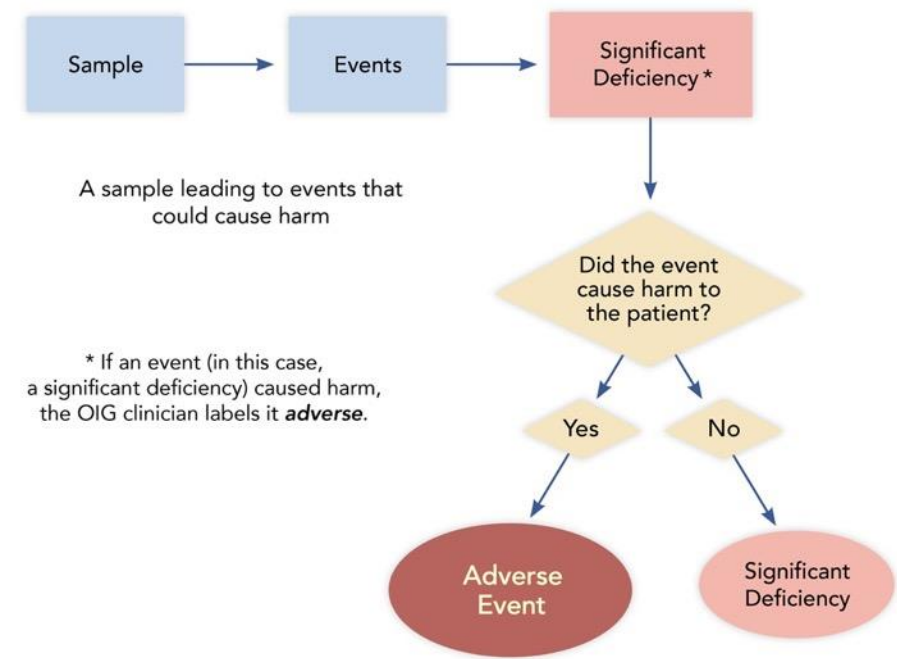 Sample
Events
Significant
Deficiency *
A sample leading to events that
could cause harm
Did the event
cause harm to
the patient?
* If an event (in this case,
a significant deficiency) caused harm,
the OIG clinician labels it adverse.
Yes
No
Adverse
Event
Significant
Deficiency